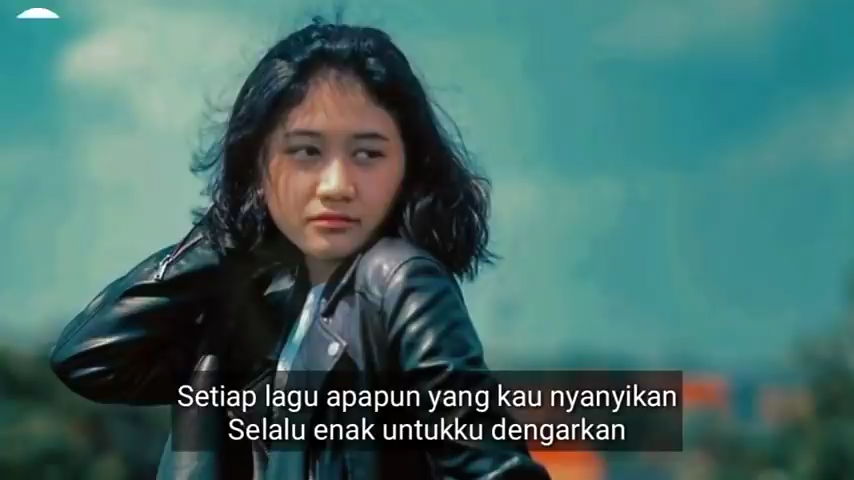 Setiap lagu apapun yang kau nyanyikan
Selalu enak untukku dengarkan